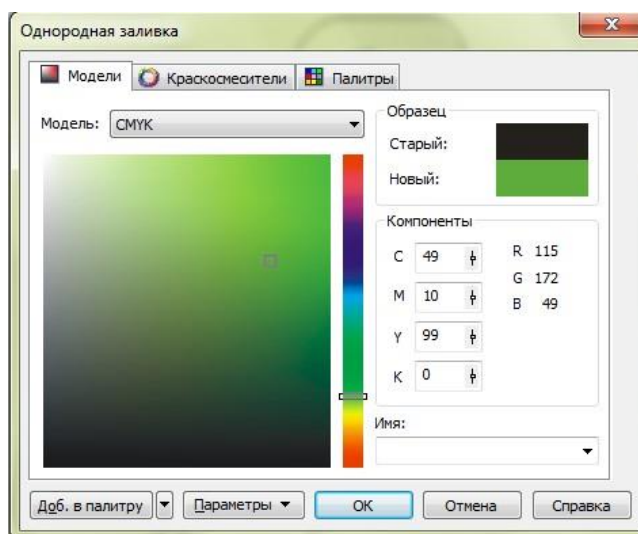 Однородная заливка
Модели Краскосмесители Палитры
Модель: CMYK
Образец
Старый:
Новый:
Компоненты
C 49 R 115
M 10 G 172
Y 99 B 49
K 0
Имя:
Доб. в палитру Параметры OK Отмена Справка